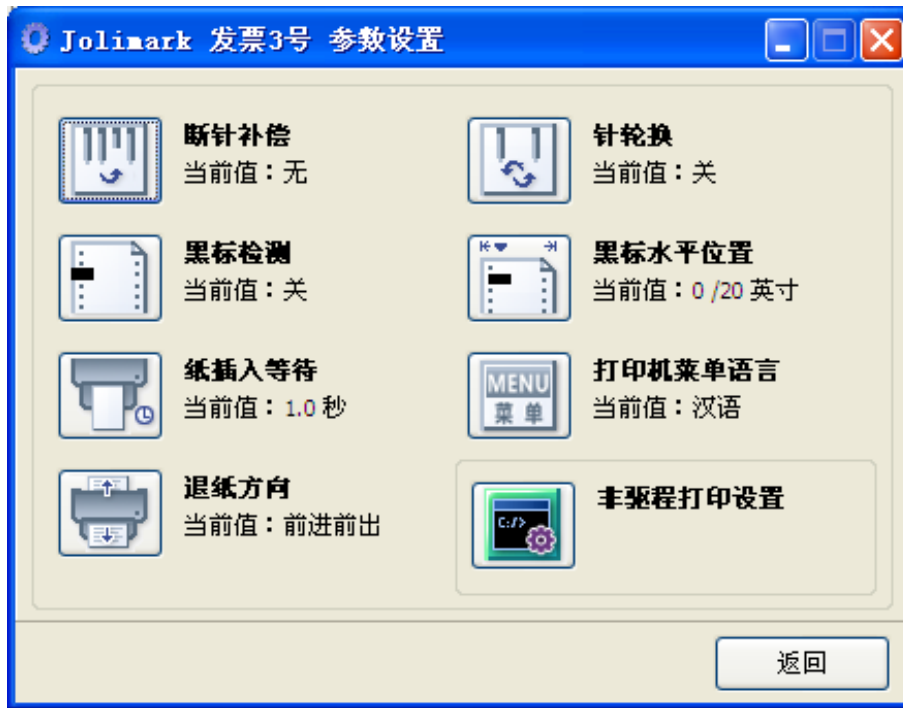 Jolimark 发票3号 参数设置
断针补偿
当前值：无
针轮换
当前值：关
黑标检测
当前值：关
黑标水平位置
当前值：0 /20 英寸
纸插入等待
当前值：1.0 秒
MENU
菜单
打印机菜单语言
当前值：汉语
退纸方向
当前值：前进前出
C:/>
非驱程打印设置
返回